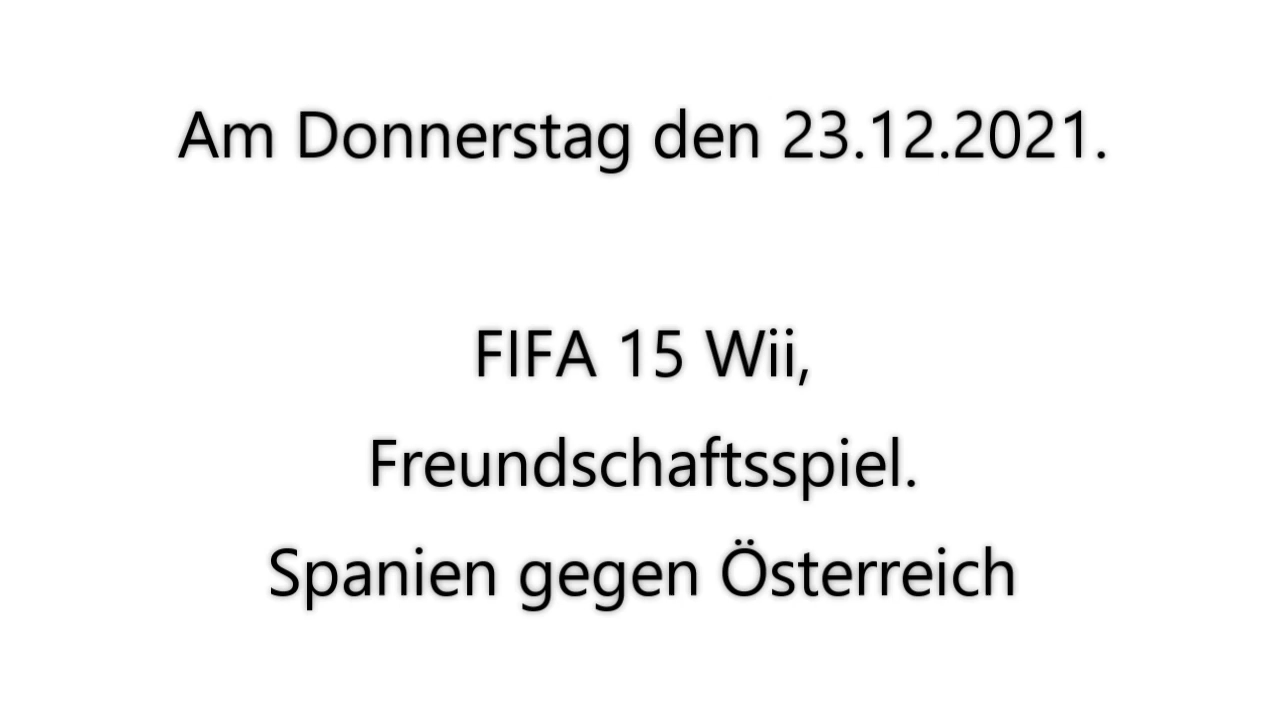 Am Donnerstag den 23.12.2021.
FIFA 15 Wii,
Freundschaftsspiel.
Spanien gegen Österreich